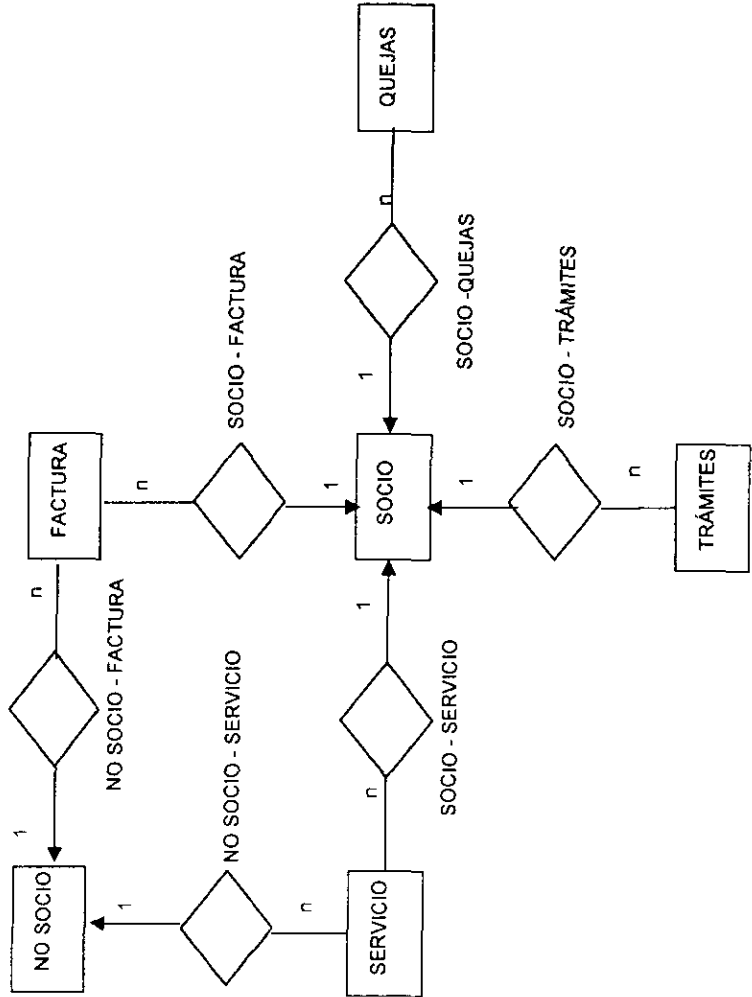 1
n
NO SOCIO
FACTURA
NO SOCIO - FACTURA
1
n
NO SOCIO - SERVICIO
SOCIO - FACTURA
n
1
SERVICIO
n
1
SOCIO
1
n
QUEJAS
SOCIO - SERVICIO
SOCIO -QUEJAS
1
SOCIO - TRÁMITES
n
TRÁMITES